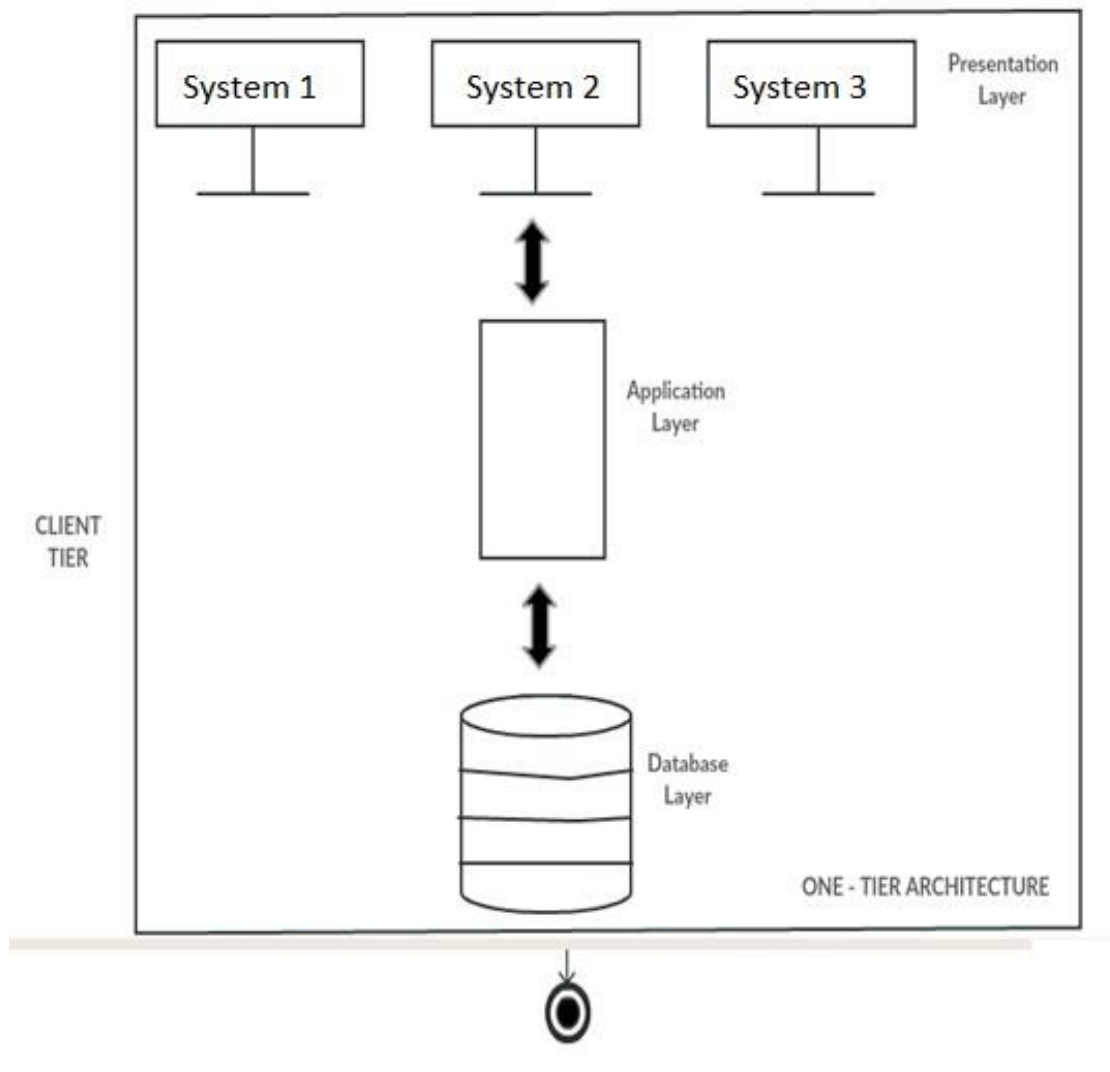 System 1
System 2
System 3
Presentation
Layer
Application
Layer
CLIENT
TIER
Database
Layer
ONE - TIER ARCHITECTURE